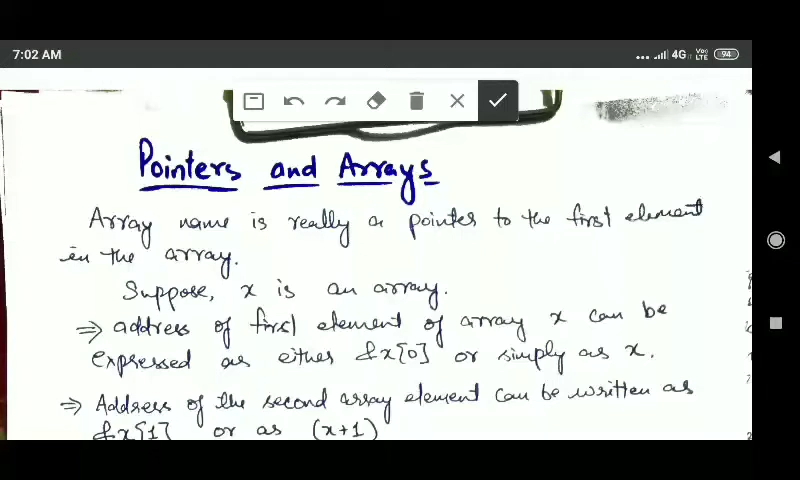 7:02 AM
4G
Vo)
LTE
94
Pointers and Arrays
Array name is really a pointer to the first element
in the array.
Suppose, x is an array.
⇒ address of first element of array x can be
expressed as either &x[0] or simply as x.
⇒ Address of the second array element can be written as
&x[1] or as (x+1)